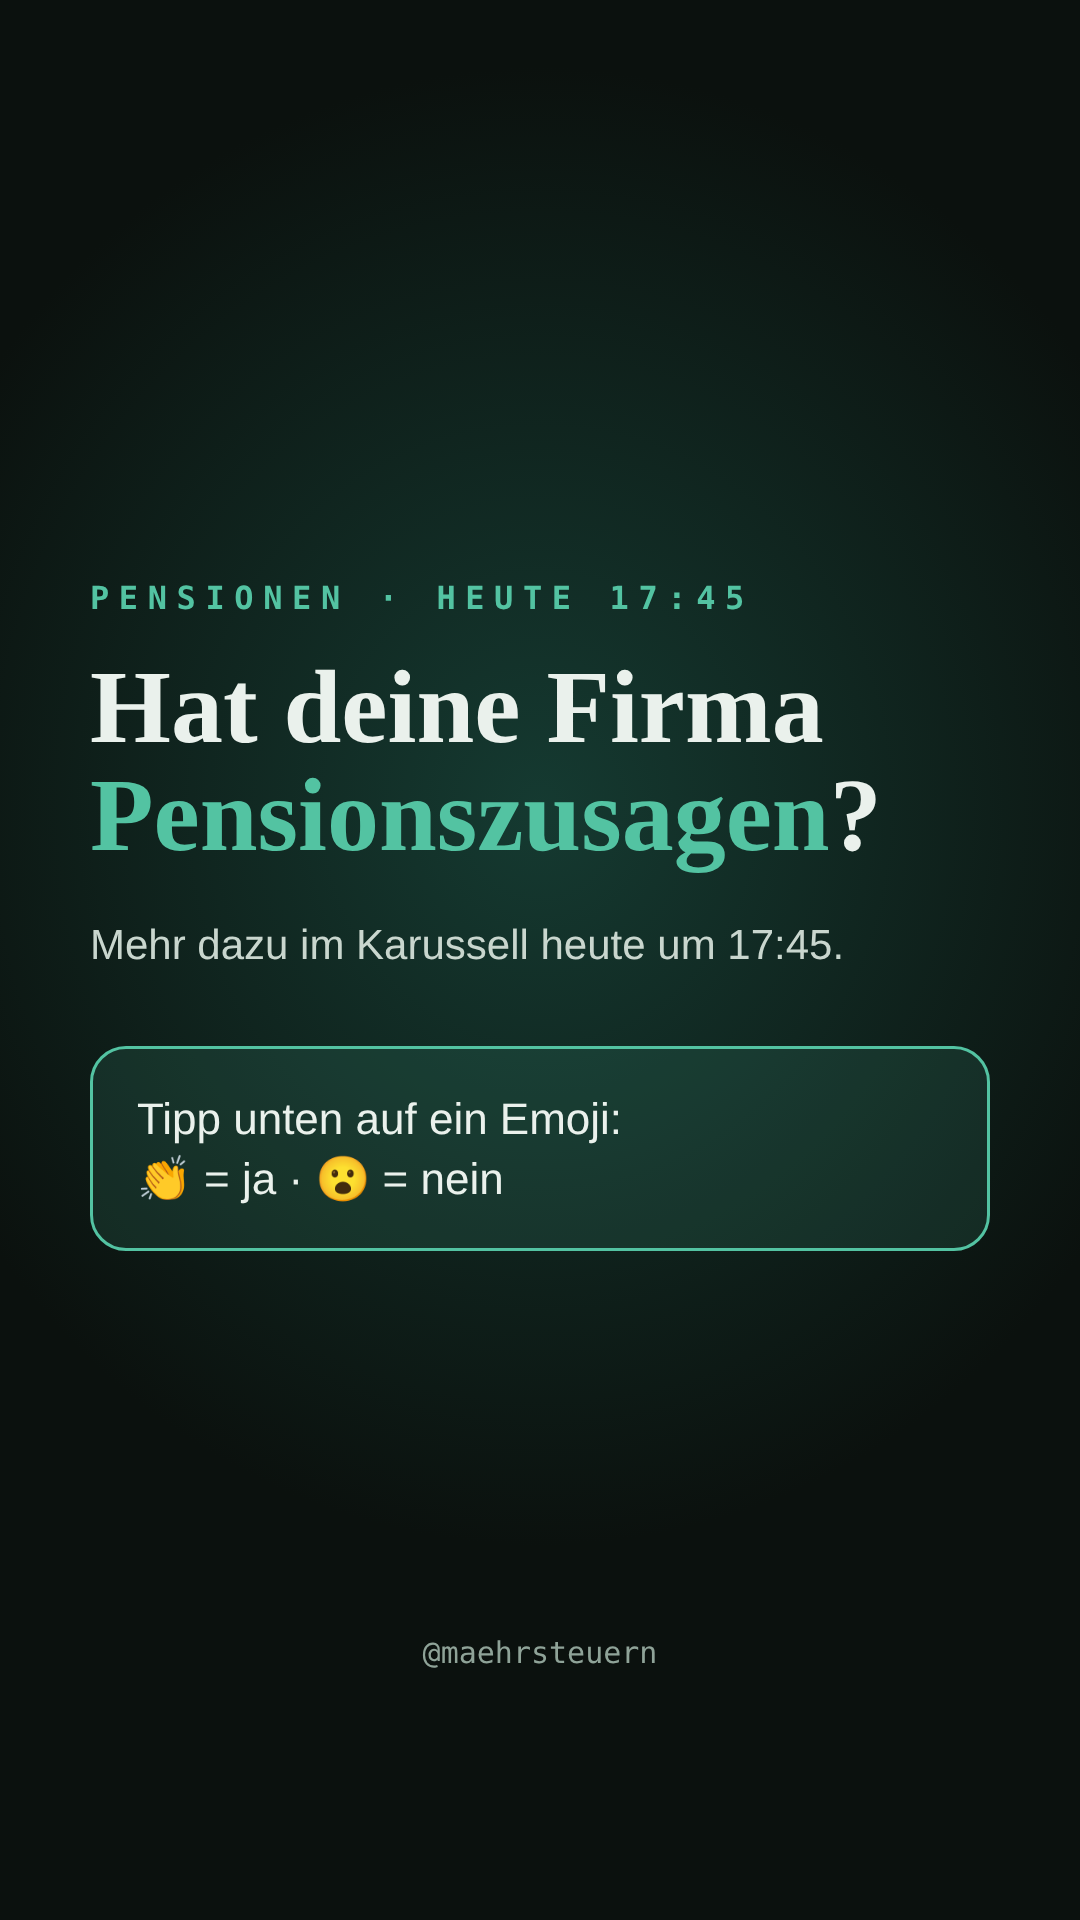 PENSIONEN · HEUTE 17:45
Hat deine Firma
Pensionszusagen?
Mehr dazu im Karussell heute um 17:45.
Tipp unten auf ein Emoji:
👏 = ja · 😮 = nein
@maehrsteuern